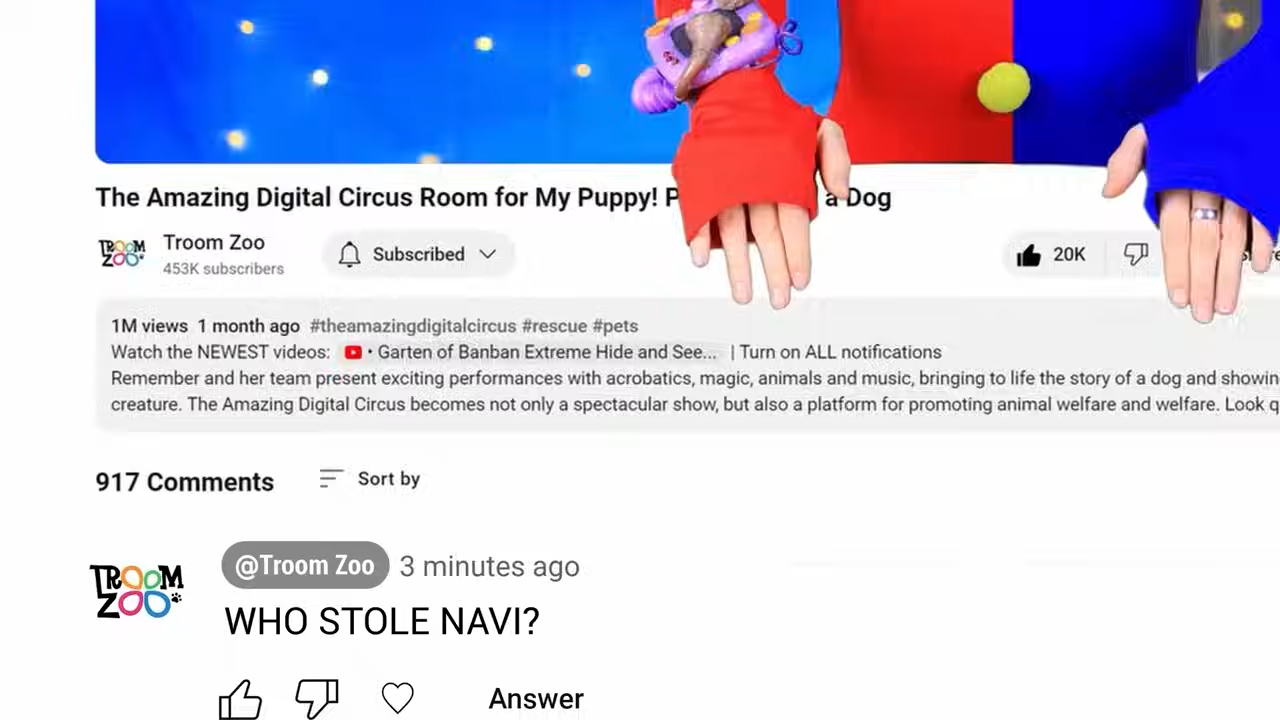 The Amazing Digital Circus Room for My Puppy! P a Dog
TROOM ZOO
Troom Zoo
453K subscribers
Subscribed
20K
1M views 1 month ago #theamazingdigitalcircus #rescue #pets
Watch the NEWEST videos: • Garten of Banban Extreme Hide and See... | Turn on ALL notifications
Remember and her team present exciting performances with acrobatics, magic, animals and music, bringing to life the story of a dog and showin
creature. The Amazing Digital Circus becomes not only a spectacular show, but also a platform for promoting animal welfare and welfare. Look q
917 Comments
Sort by
TROOM ZOO
@Troom Zoo 3 minutes ago
WHO STOLE NAVI?
Answer